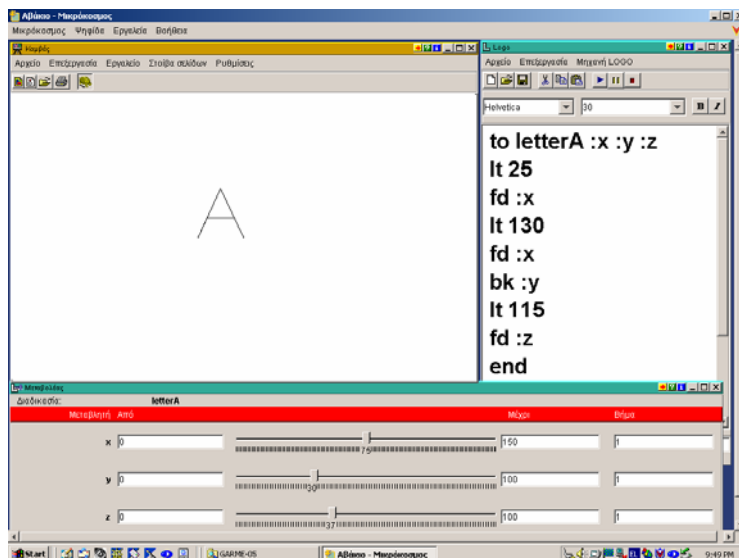 Αβάκιο - Μικρόκοσμος
Μικρόκοσμος Ψηφίδα Εργαλεία Βοήθεια
Καμβάς
Αρχείο Επεξεργασία Εργαλείο Στοίβα σελίδων Ρυθμίσεις
Logo
Αρχείο Επεξεργασία Μηχανή LOGO
Helvetica 30 B I
to letterA :x :y :z
lt 25
fd :x
lt 130
fd :x
bk :y
lt 115
fd :z
end
Μεταβολέας
Διαδικασία: letterA
Μεταβλητή Από Μέχρι Βήμα
x 0 75 150 1
y 0 30 100 1
z 0 37 100 1
Start GARME-05 Αβάκιο - Μικρόκοσμος 9:49 PM